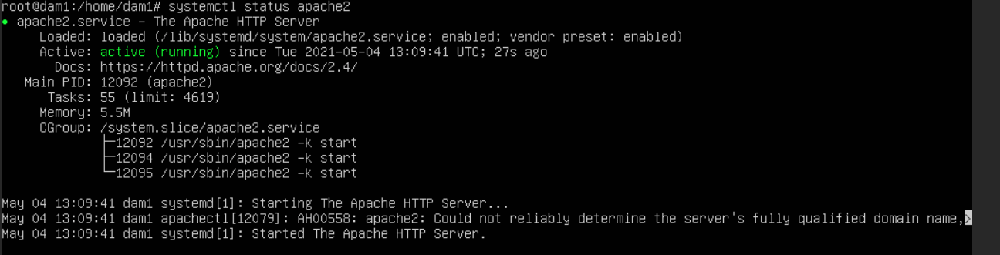 root@dam1:/home/dam1# systemctl status apache2
● apache2.service – The Apache HTTP Server
     Loaded: loaded (/lib/systemd/system/apache2.service; enabled; vendor preset: enabled)
     Active: active (running) since Tue 2021-05-04 13:09:41 UTC; 27s ago
       Docs: https://httpd.apache.org/docs/2.4/
   Main PID: 12092 (apache2)
      Tasks: 55 (limit: 4619)
     Memory: 5.5M
     CGroup: /system.slice/apache2.service
             ├─12092 /usr/sbin/apache2 -k start
             ├─12094 /usr/sbin/apache2 -k start
             └─12095 /usr/sbin/apache2 -k start
May 04 13:09:41 dam1 systemd[1]: Starting The Apache HTTP Server...
May 04 13:09:41 dam1 apachectl[12079]: AH00558: apache2: Could not reliably determine the server's fully qualified domain name,>
May 04 13:09:41 dam1 systemd[1]: Started The Apache HTTP Server.